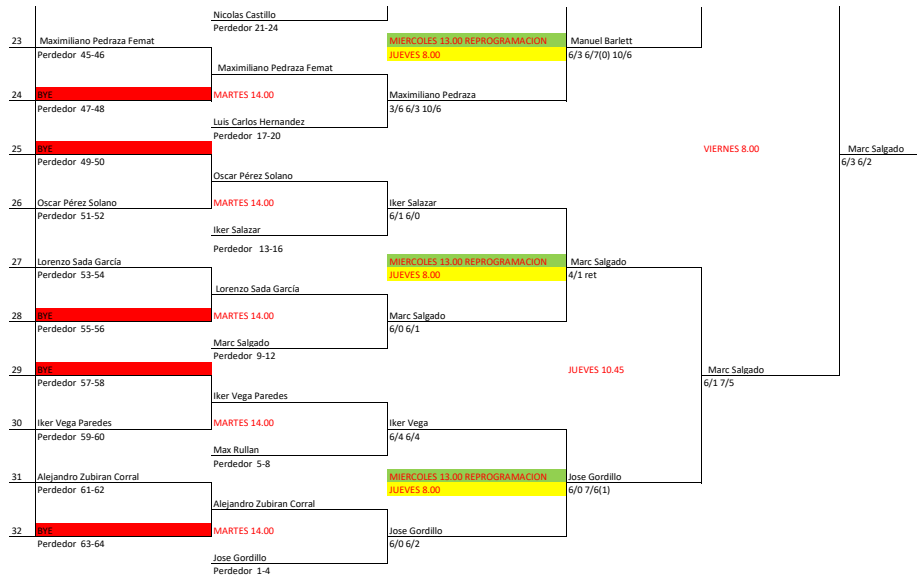 Nicolas Castillo
Perdedor 21-24
23 Maximiliano Pedraza Femat MIERCOLES 13.00 REPROGRAMACION Manuel Barlett
Perdedor 45-46 JUEVES 8.00 6/3 6/7(0) 10/6
Maximiliano Pedraza Femat
24 BYE MARTES 14.00 Maximiliano Pedraza
Perdedor 47-48 3/6 6/3 10/6
Luis Carlos Hernandez
Perdedor 17-20
25 BYE VIERNES 8.00 Marc Salgado
Perdedor 49-50 6/3 6/2
Oscar Pérez Solano
26 Oscar Pérez Solano MARTES 14.00 Iker Salazar
Perdedor 51-52 6/1 6/0
Iker Salazar
Perdedor 13-16
27 Lorenzo Sada García MIERCOLES 13.00 REPROGRAMACION Marc Salgado
Perdedor 53-54 JUEVES 8.00 4/1 ret
Lorenzo Sada García
28 BYE MARTES 14.00 Marc Salgado
Perdedor 55-56 6/0 6/1
Marc Salgado
Perdedor 9-12
29 BYE JUEVES 10.45 Marc Salgado
Perdedor 57-58 6/1 7/5
Iker Vega Paredes
30 Iker Vega Paredes MARTES 14.00 Iker Vega
Perdedor 59-60 6/4 6/4
Max Rullan
Perdedor 5-8
31 Alejandro Zubiran Corral MIERCOLES 13.00 REPROGRAMACION Jose Gordillo
Perdedor 61-62 JUEVES 8.00 6/0 7/6(1)
Alejandro Zubiran Corral
32 BYE MARTES 14.00 Jose Gordillo
Perdedor 63-64 6/0 6/2
Jose Gordillo
Perdedor 1-4